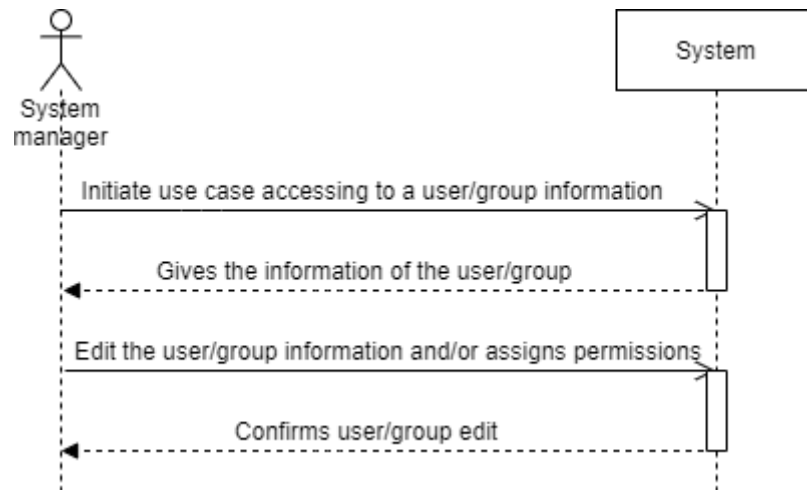 System
System
manager
Initiate use case accessing to a user/group information
Gives the information of the user/group
Edit the user/group information and/or assigns permissions
Confirms user/group edit